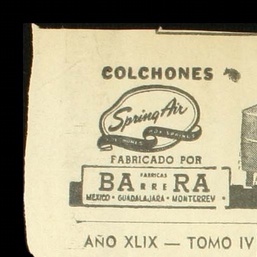 COLCHONES
Spring Air
FABRICADO POR
FABRICAS
BARRERA
MEXICO • GUADALAJARA • MONTERREY
AÑO XLIX — TOMO IV